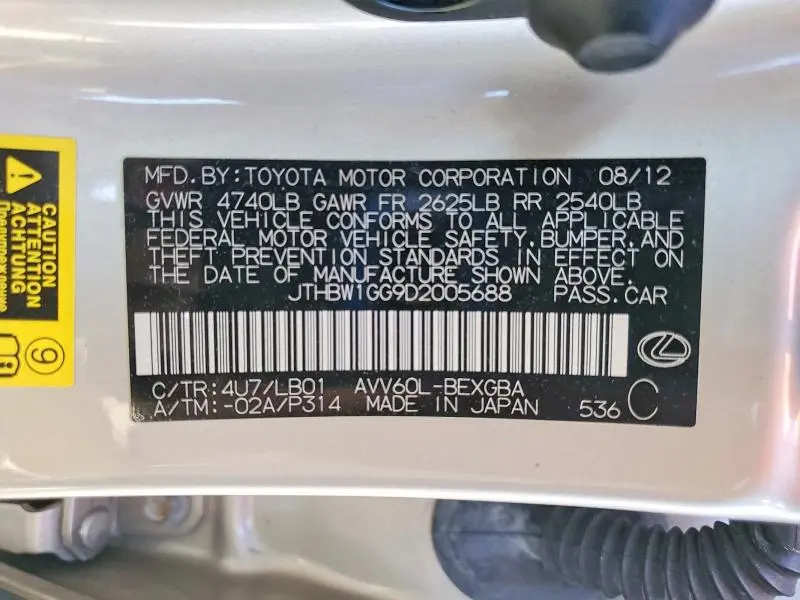 MFD.BY:TOYOTA MOTOR CORPORATION 08/12
GVWR 4740LB GAWR FR 2625LB RR 2540LB
THIS VEHICLE CONFORMS TO ALL APPLICABLE
FEDERAL MOTOR VEHICLE SAFETY,BUMPER,AND
THEFT PREVENTION STANDARDS IN EFFECT ON
THE DATE OF MANUFACTURE SHOWN ABOVE.
JTHBW1GG9D2005688 PASS.CAR
C/TR:4U7/LB01 AVV60L-BEXGBA
A/TM:-02A/P314 MADE IN JAPAN 536 C
CAUTION
ATTENTION
ACHTUNG
Предупреждение
9